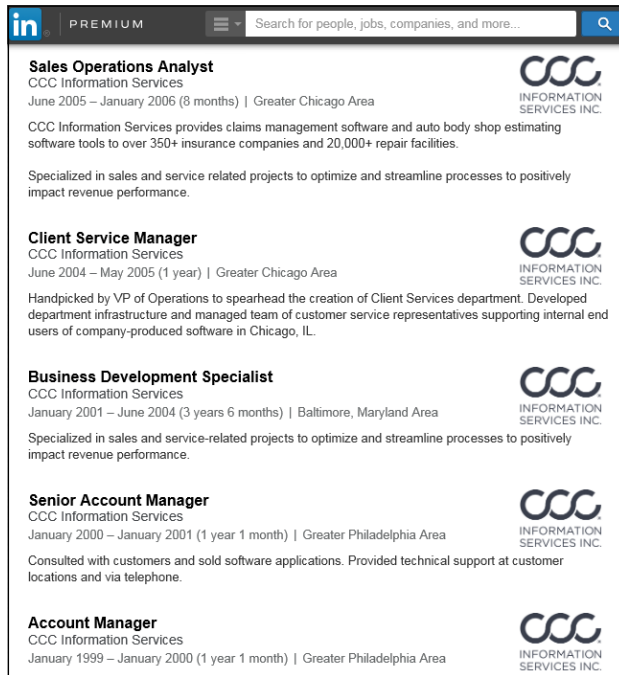 in PREMIUM Search for people, jobs, companies, and more...
Sales Operations Analyst
CCC Information Services
June 2005 – January 2006 (8 months) | Greater Chicago Area
CCC
INFORMATION
SERVICES INC.
CCC Information Services provides claims management software and auto body shop estimating
software tools to over 350+ insurance companies and 20,000+ repair facilities.
Specialized in sales and service related projects to optimize and streamline processes to positively
impact revenue performance.
Client Service Manager
CCC Information Services
June 2004 – May 2005 (1 year) | Greater Chicago Area
CCC
INFORMATION
SERVICES INC.
Handpicked by VP of Operations to spearhead the creation of Client Services department. Developed
department infrastructure and managed team of customer service representatives supporting internal end
users of company-produced software in Chicago, IL.
Business Development Specialist
CCC Information Services
January 2001 – June 2004 (3 years 6 months) | Baltimore, Maryland Area
CCC
INFORMATION
SERVICES INC.
Specialized in sales and service-related projects to optimize and streamline processes to positively
impact revenue performance.
Senior Account Manager
CCC Information Services
January 2000 – January 2001 (1 year 1 month) | Greater Philadelphia Area
CCC
INFORMATION
SERVICES INC.
Consulted with customers and sold software applications. Provided technical support at customer
locations and via telephone.
Account Manager
CCC Information Services
January 1999 – January 2000 (1 year 1 month) | Greater Philadelphia Area
CCC
INFORMATION
SERVICES INC.